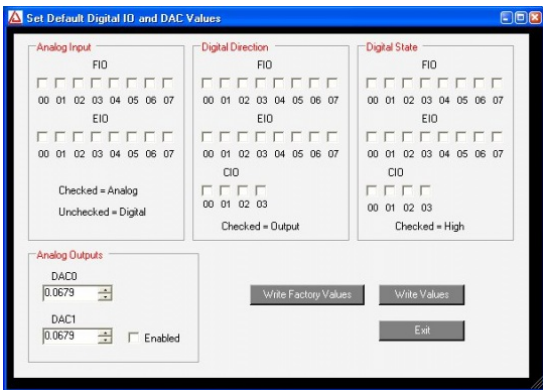 Set Default Digital IO and DAC Values
Analog Input
FIO
00 01 02 03 04 05 06 07
EIO
00 01 02 03 04 05 06 07
Checked = Analog
Unchecked = Digital
Digital Direction
FIO
00 01 02 03 04 05 06 07
EIO
00 01 02 03 04 05 06 07
CIO
00 01 02 03
Checked = Output
Digital State
FIO
00 01 02 03 04 05 06 07
EIO
00 01 02 03 04 05 06 07
CIO
00 01 02 03
Checked = High
Analog Outputs
DAC0
0.0679
DAC1
0.0679
Enabled
Write Factory Values
Write Values
Exit